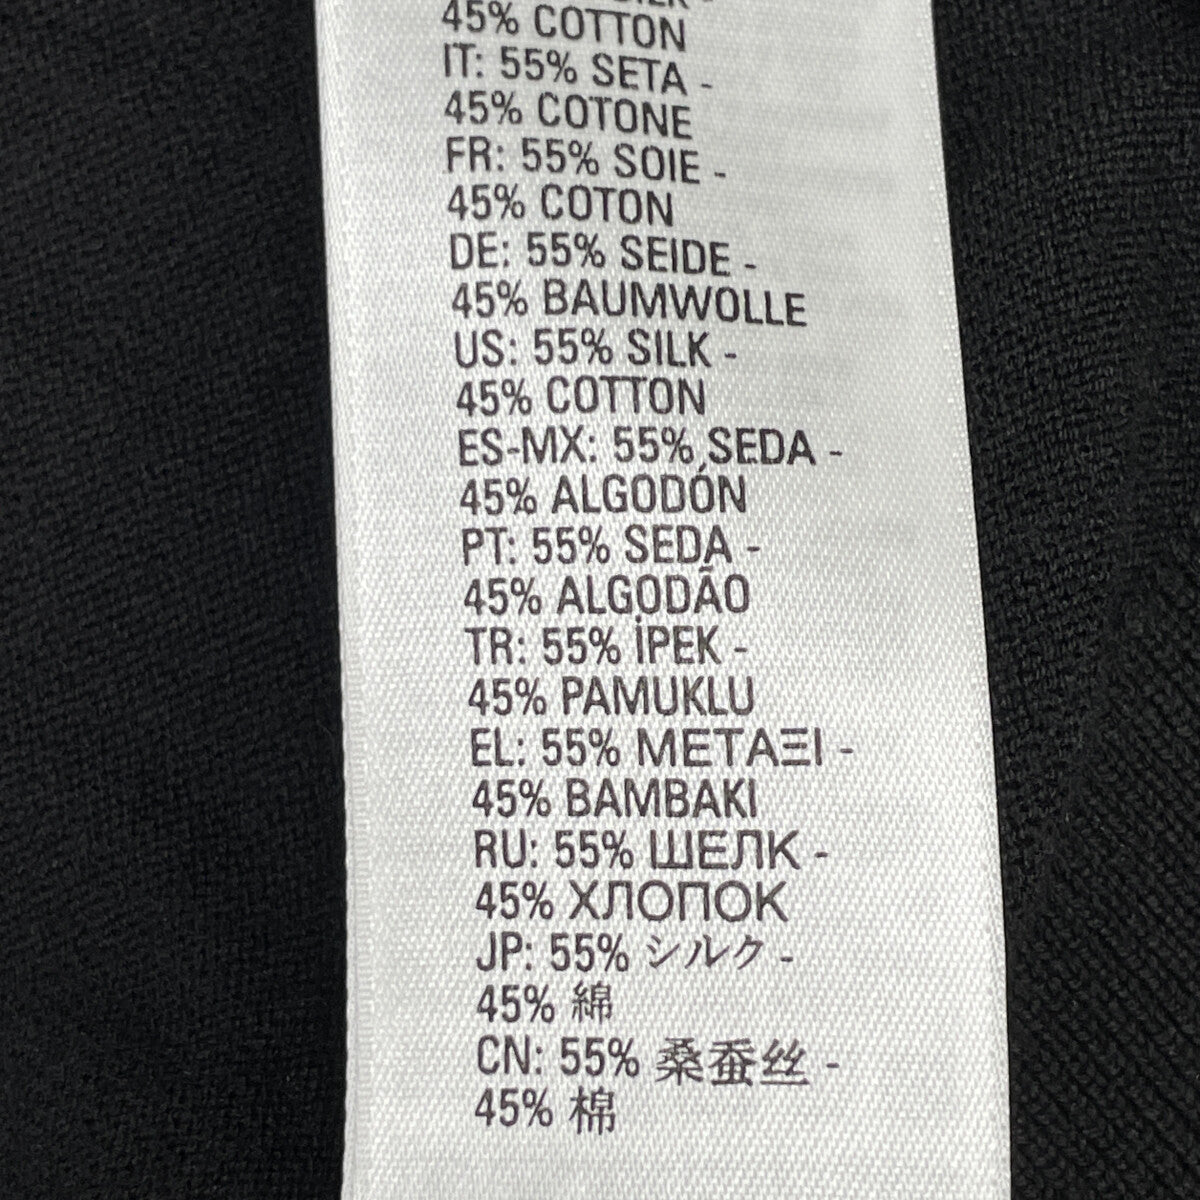 45% COTTON
IT: 55% SETA -
45% COTONE
FR: 55% SOIE -
45% COTON
DE: 55% SEIDE -
45% BAUMWOLLE
US: 55% SILK -
45% COTTON
ES-MX: 55% SEDA -
45% ALGODÓN
PT: 55% SEDA -
45% ALGODÃO
TR: 55% İPEK -
45% PAMUKLU
EL: 55% ΜΕΤΑΞΙ -
45% ΒΑΜΒΑΚΙ
RU: 55% ШЕЛК -
45% ХЛОПОК
JP: 55% シルク -
45% 綿
CN: 55% 桑蚕丝 -
45% 棉